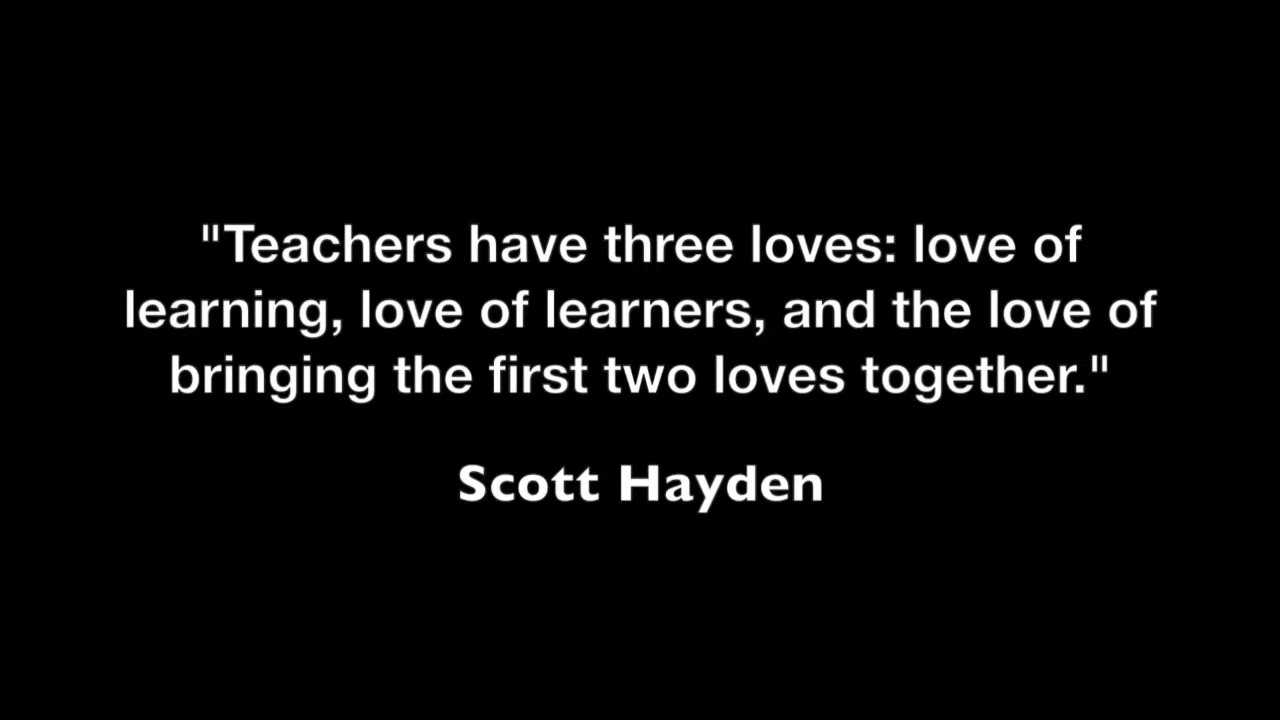 "Teachers have three loves: love of
learning, love of learners, and the love of
bringing the first two loves together."
Scott Hayden